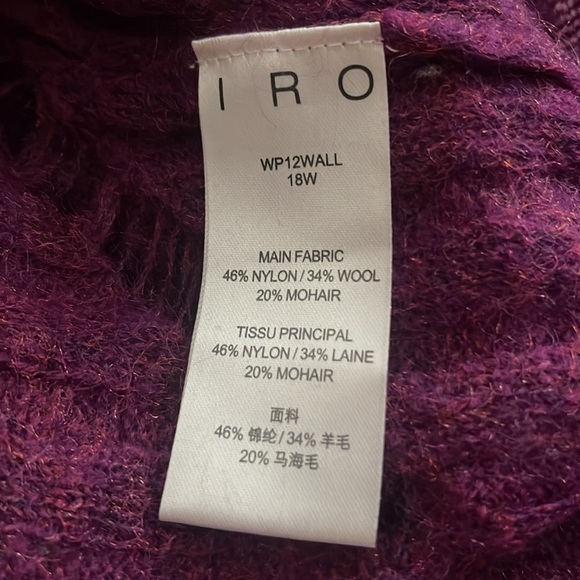 IRO
WP12WALL
18W
MAIN FABRIC
46% NYLON / 34% WOOL
20% MOHAIR
TISSU PRINCIPAL
46% NYLON / 34% LAINE
20% MOHAIR
面料
46% 锦纶 / 34% 羊毛
20% 马海毛